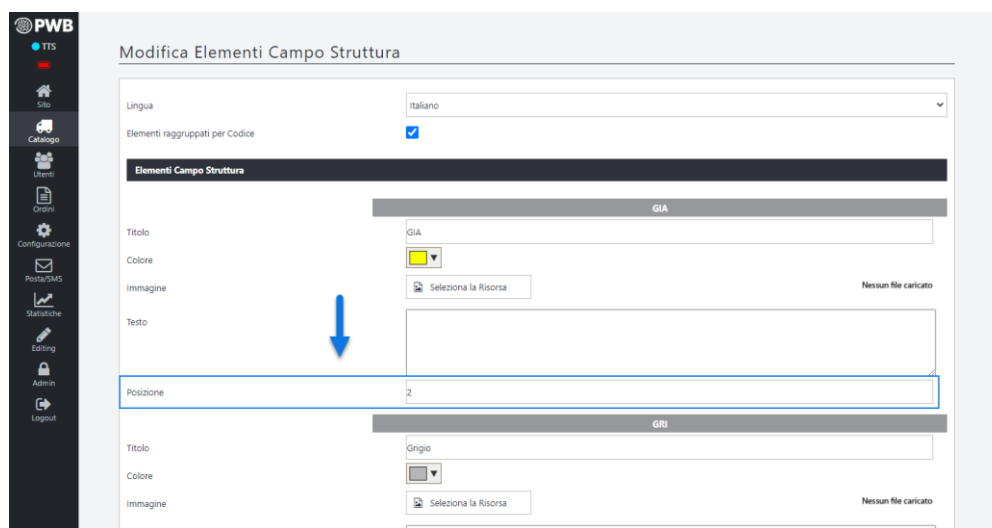 PWB
TTS
Sito
Catalogo
Utenti
Ordini
Configurazione
Posta/SMS
Statistiche
Editing
Admin
Logout
Modifica Elementi Campo Struttura
Lingua
Italiano
Elementi raggruppati per Codice
Elementi Campo Struttura
GIA
Titolo
GIA
Colore
Immagine
Seleziona la Risorsa
Nessun file caricato
Testo
Posizione
2
GRI
Titolo
Grigio
Colore
Immagine
Seleziona la Risorsa
Nessun file caricato